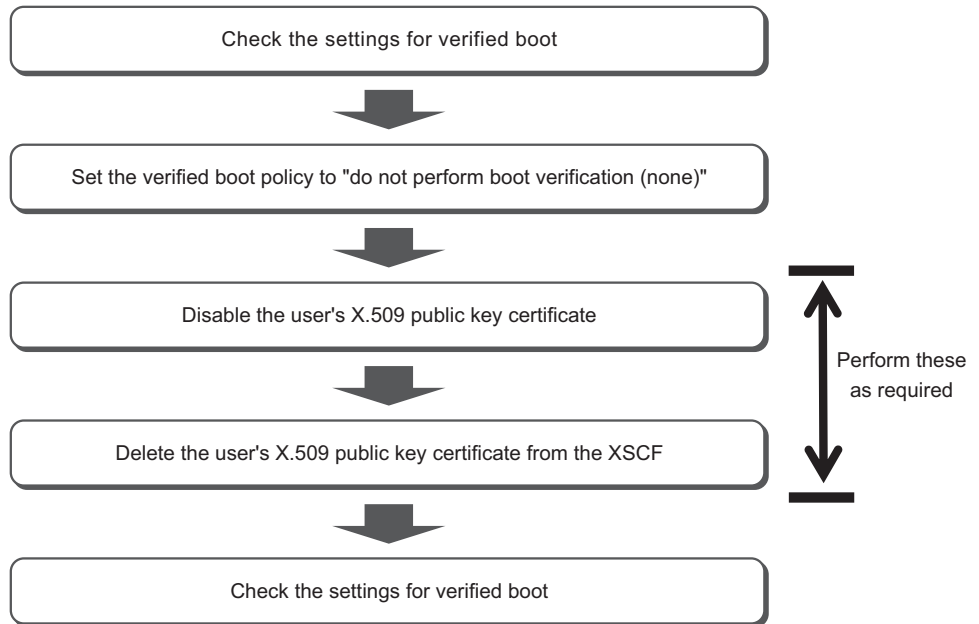 Check the settings for verified boot
Set the verified boot policy to "do not perform boot verification (none)"
Disable the user's X.509 public key certificate
Perform these
as required
Delete the user's X.509 public key certificate from the XSCF
Check the settings for verified boot